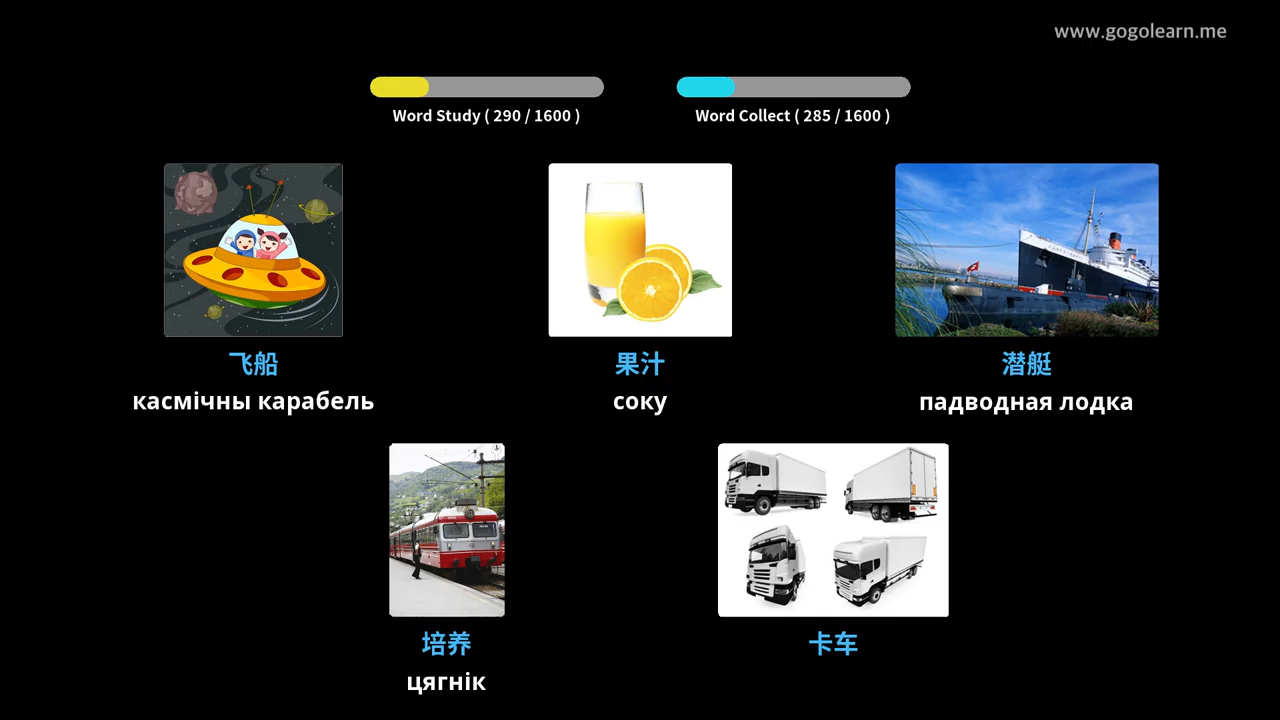 www.gogolearn.me
Word Study ( 290 / 1600 )
Word Collect ( 285 / 1600 )
飞船
касмічны карабель
果汁
соку
潜艇
падводная лодка
培养
цягнік
卡车